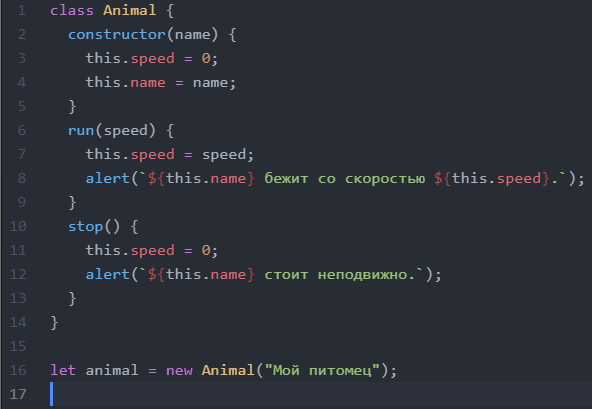 1 class Animal {
2   constructor(name) {
3     this.speed = 0;
4     this.name = name;
5   }
6   run(speed) {
7     this.speed = speed;
8     alert(`${this.name} бежит со скоростью ${this.speed}.`);
9   }
10   stop() {
11     this.speed = 0;
12     alert(`${this.name} стоит неподвижно.`);
13   }
14 }
15
16 let animal = new Animal("Мой питомец");
17